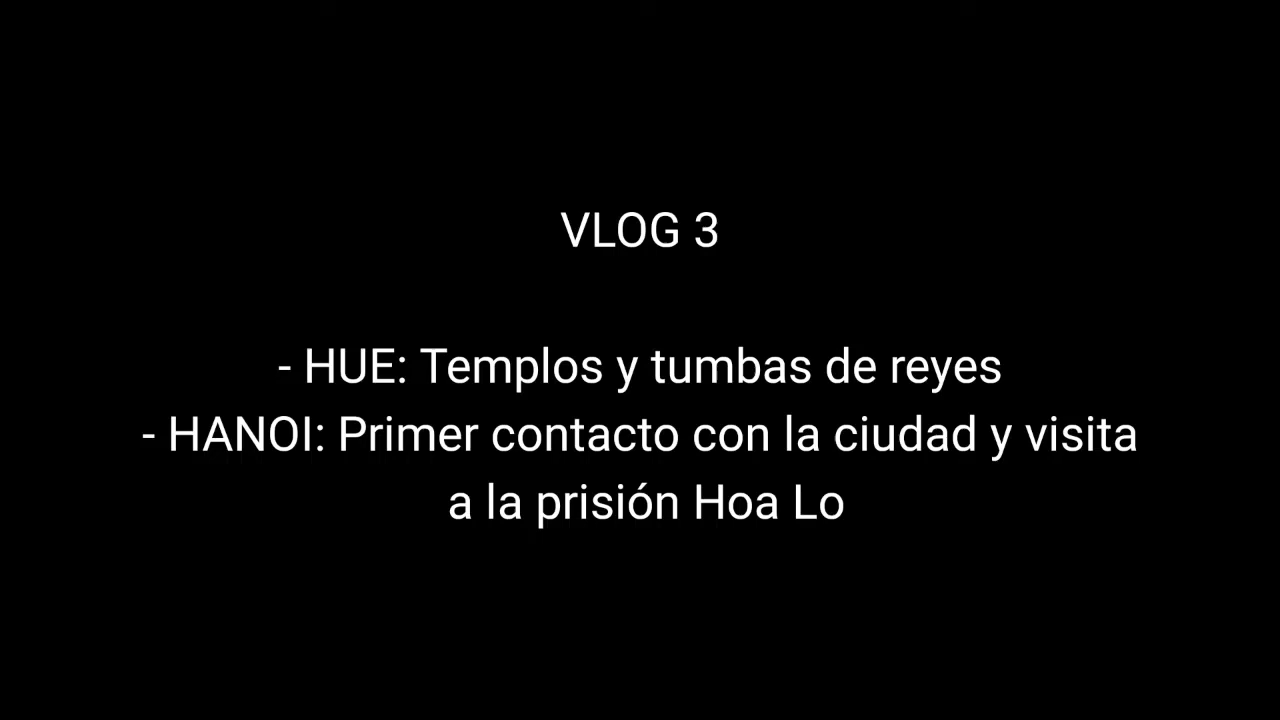 VLOG 3
- HUE: Templos y tumbas de reyes
- HANOI: Primer contacto con la ciudad y visita
a la prisión Hoa Lo